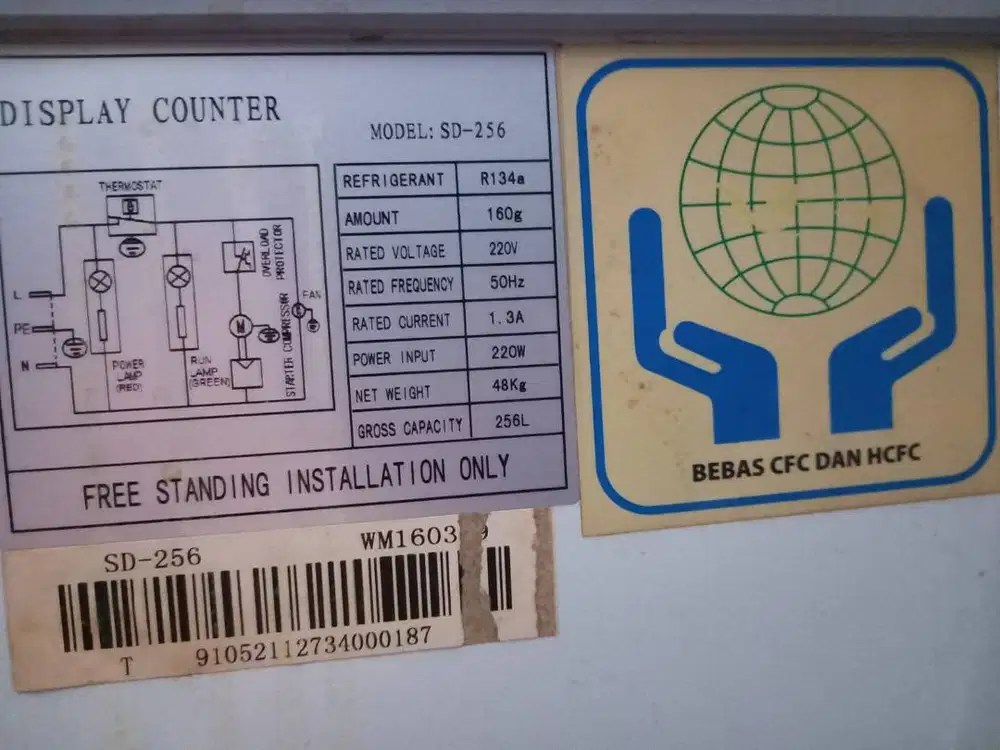 DISPLAY COUNTER
MODEL: SD-256
THERMOSTAT
L
PE
N
POWER
LAMP
(RED)
RUN
LAMP
(GREEN)
OVERLOAD
PROTECTOR
M
STARTER COMPRESSOR
FAN
REFRIGERANT R134a
AMOUNT 160g
RATED VOLTAGE 220V
RATED FREQUENCY 50Hz
RATED CURRENT 1.3A
POWER INPUT 220W
NET WEIGHT 48Kg
GROSS CAPACITY 256L
FREE STANDING INSTALLATION ONLY
BEBAS CFC DAN HCFC
SD-256
T 91052112734000187